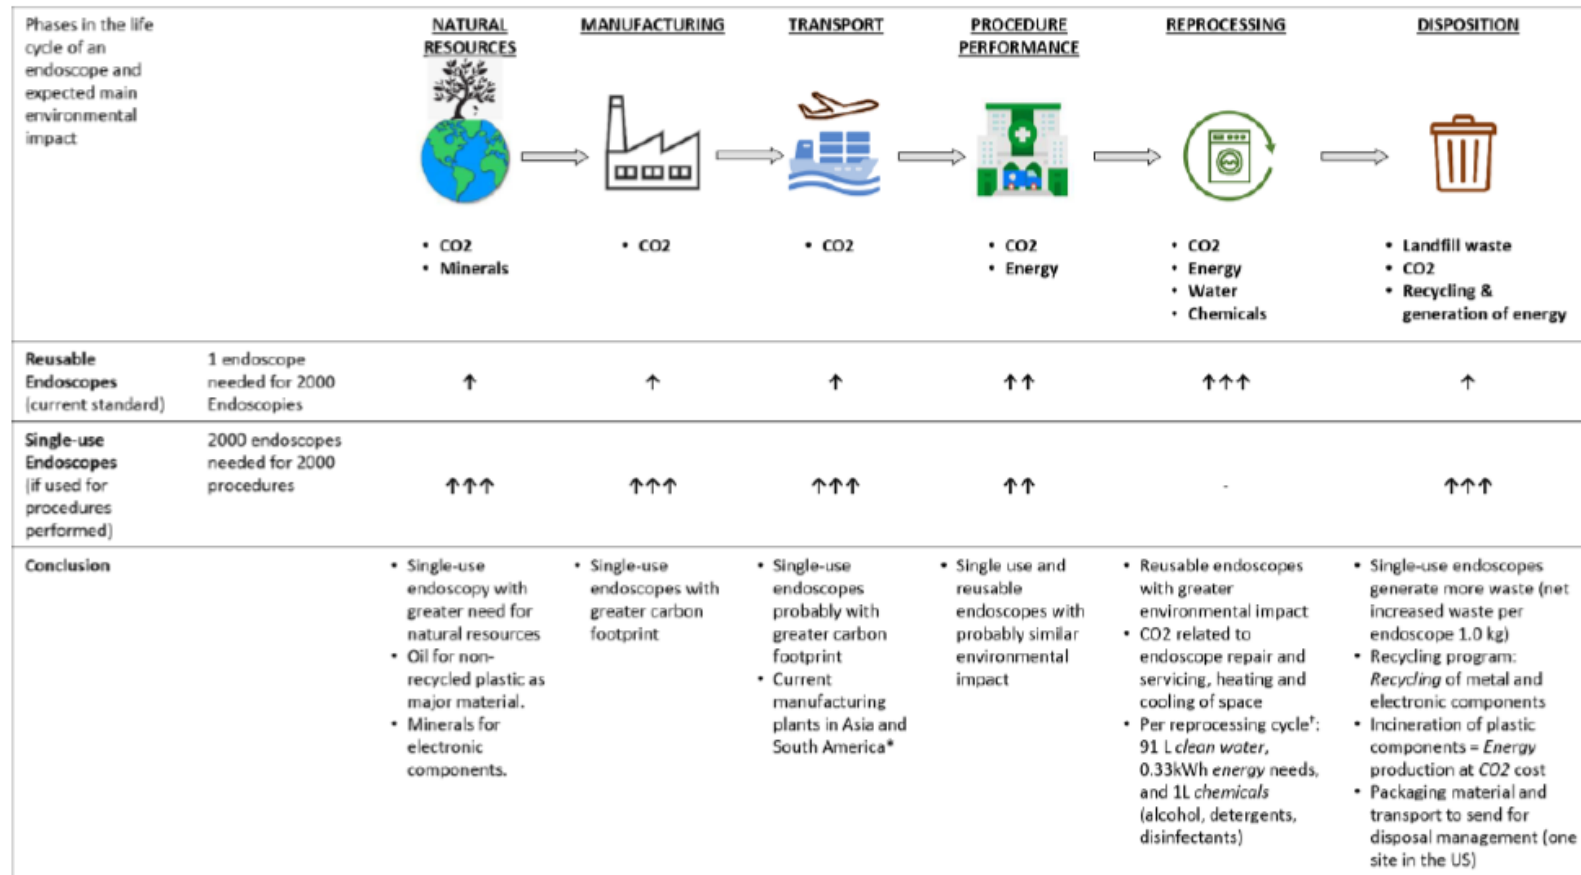 Phases in the life
cycle of an
endoscope and
expected main
environmental
impact
NATURAL
RESOURCES
MANUFACTURING
TRANSPORT
PROCEDURE
PERFORMANCE
REPROCESSING
DISPOSITION
• CO2
• Minerals
• CO2
• CO2
• CO2
• Energy
• CO2
• Energy
• Water
• Chemicals
• Landfill waste
• CO2
• Recycling &
generation of energy
Reusable
Endoscopes
(current standard)
1 endoscope
needed for 2000
Endoscopies
↑
↑
↑
↑↑
↑↑↑
↑
Single-use
Endoscopes
(if used for
procedures
performed)
2000 endoscopes
needed for 2000
procedures
↑↑↑
↑↑↑
↑↑↑
↑↑
-
↑↑↑
Conclusion
• Single-use
endoscopy with
greater need for
natural resources
• Oil for non-
recycled plastic as
major material.
• Minerals for
electronic
components.
• Single-use
endoscopes with
greater carbon
footprint
• Single-use
endoscopes
probably with
greater carbon
footprint
• Current
manufacturing
plants in Asia and
South America*
• Single use and
reusable
endoscopes with
probably similar
environmental
impact
• Reusable endoscopes
with greater
environmental impact
• CO2 related to
endoscope repair and
servicing, heating and
cooling of space
• Per reprocessing cycle†:
91 L clean water,
0.33kWh energy needs,
and 1L chemicals
(alcohol, detergents,
disinfectants)
• Single-use endoscopes
generate more waste (net
increased waste per
endoscope 1.0 kg)
• Recycling program:
Recycling of metal and
electronic components
• Incineration of plastic
components = Energy
production at CO2 cost
• Packaging material and
transport to send for
disposal management (one
site in the US)